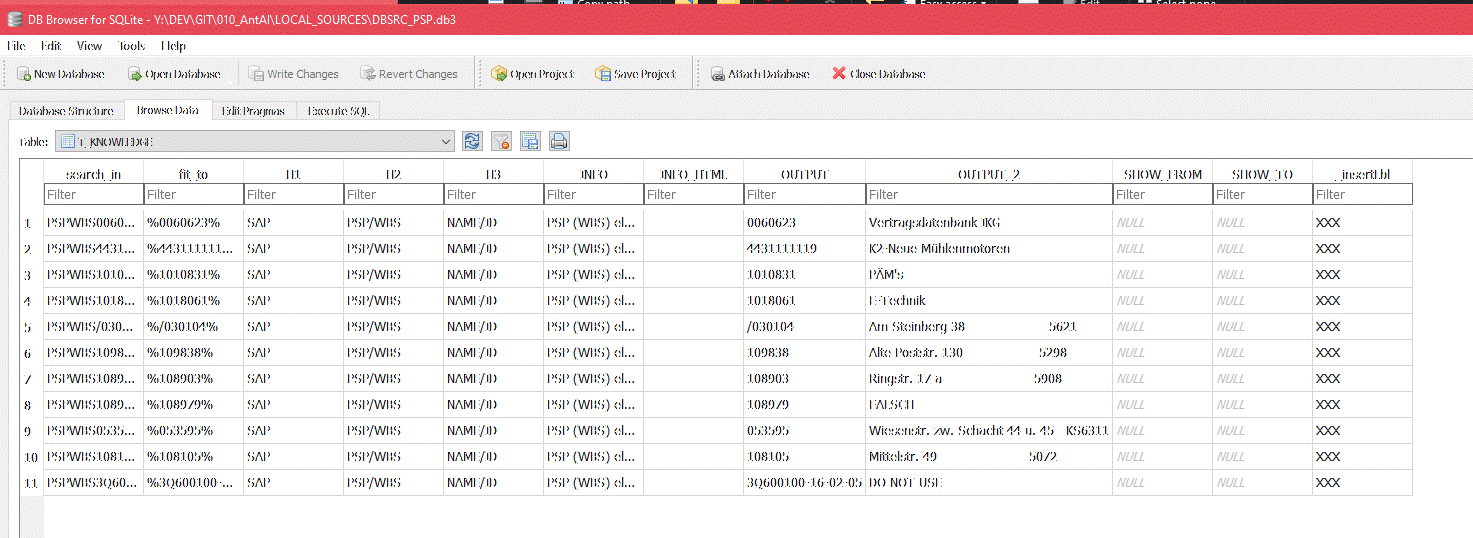 Copy path Easy access Edit Select none
DB Browser for SQLite - Y:\DEV\GIT\010_AntAI\LOCAL_SOURCES\DBSRC_PSP.db3
File Edit View Tools Help
New Database Open Database Write Changes Revert Changes Open Project Save Project Attach Database Close Database
Database Structure Browse Data Edit Pragmas Execute SQL
Table: T_KNOWLEDGE
search_in fit_to H1 H2 H3 INFO INFO_HTML OUTPUT OUTPUT_2 SHOW_FROM SHOW_TO _insertLbl
Filter Filter Filter Filter Filter Filter Filter Filter Filter Filter Filter Filter
1 PSPWBS0060... %0060623% SAP PSP/WBS NAME/ID PSP (WBS) el... 0060623 Vertragsdatenbank IKG NULL NULL XXX
2 PSPWBS4431... %443111111... SAP PSP/WBS NAME/ID PSP (WBS) el... 4431111119 K2-Neue Mühlenmotoren NULL NULL XXX
3 PSPWBS1010... %1010831% SAP PSP/WBS NAME/ID PSP (WBS) el... 1010831 PÄM's NULL NULL XXX
4 PSPWBS1018... %1018061% SAP PSP/WBS NAME/ID PSP (WBS) el... 1018061 E-Technik NULL NULL XXX
5 PSPWBS/030... %/030104% SAP PSP/WBS NAME/ID PSP (WBS) el... /030104 Am Steinberg 38 5621 NULL NULL XXX
6 PSPWBS1098... %109838% SAP PSP/WBS NAME/ID PSP (WBS) el... 109838 Alte Poststr. 130 5298 NULL NULL XXX
7 PSPWBS1089... %108903% SAP PSP/WBS NAME/ID PSP (WBS) el... 108903 Ringstr. 17 a 5908 NULL NULL XXX
8 PSPWBS1089... %108979% SAP PSP/WBS NAME/ID PSP (WBS) el... 108979 FALSCH NULL NULL XXX
9 PSPWBS0535... %053595% SAP PSP/WBS NAME/ID PSP (WBS) el... 053595 Wiesenstr. zw. Schacht 44 u. 45 KS6311 NULL NULL XXX
10 PSPWBS1081... %108105% SAP PSP/WBS NAME/ID PSP (WBS) el... 108105 Mittelstr. 49 5072 NULL NULL XXX
11 PSPWBS3Q60... %3Q600100-... SAP PSP/WBS NAME/ID PSP (WBS) el... 3Q600100-16-02-05 DO NOT USE NULL NULL XXX